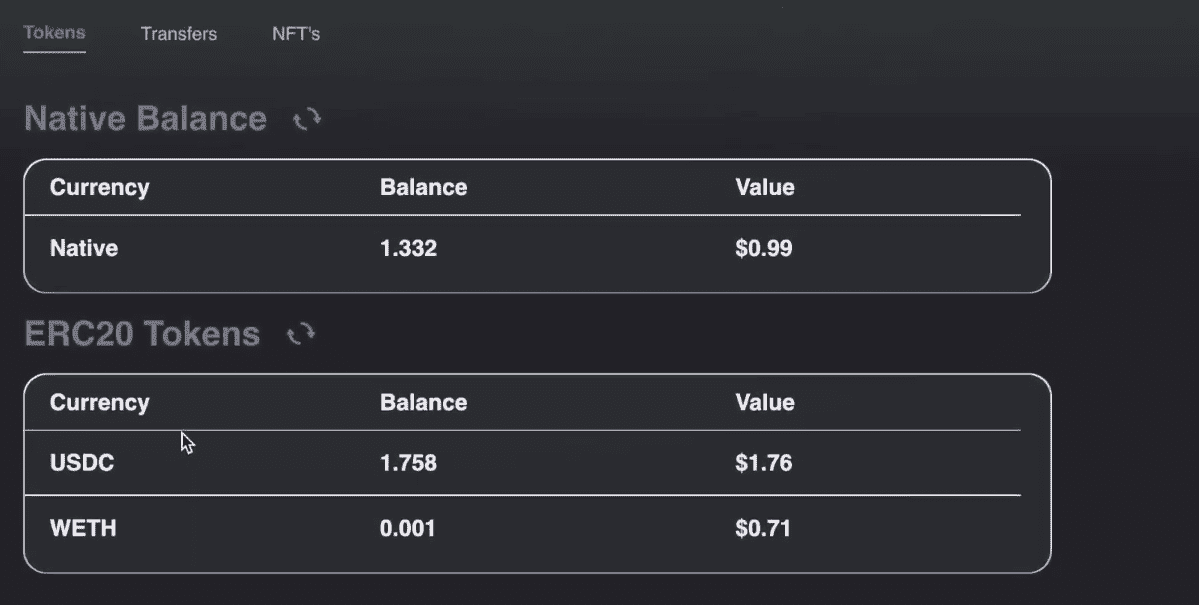 Tokens Transfers NFT's
Native Balance
Currency Balance Value
Native 1.332 $0.99
ERC20 Tokens
Currency Balance Value
USDC 1.758 $1.76
WETH 0.001 $0.71